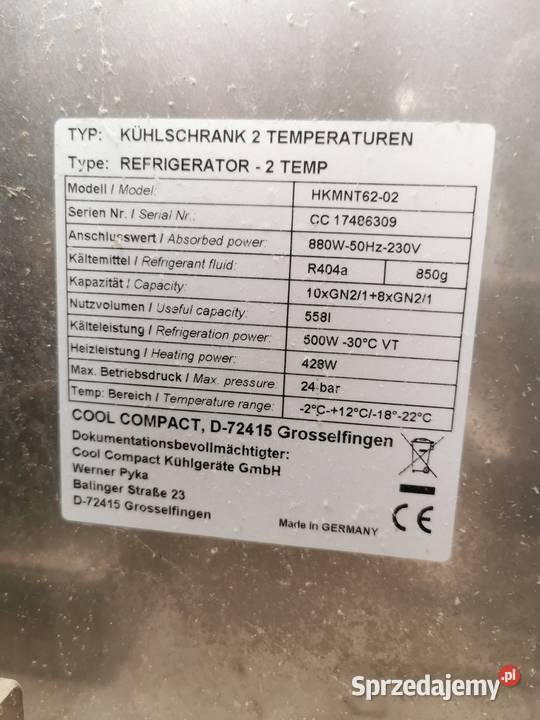 TYP: KÜHLSCHRANK 2 TEMPERATUREN
Type: REFRIGERATOR - 2 TEMP
Modell / Model: HKMNT62-02
Serien Nr. / Serial Nr.: CC 17486309
Anschlusswert / Absorbed power: 880W-50Hz-230V
Kältemittel / Refrigerant fluid: R404a 850g
Kapazität / Capacity: 10xGN2/1+8xGN2/1
Nutzvolumen / Useful capacity: 558l
Kälteleistung / Refrigeration power: 500W -30°C VT
Heizleistung / Heating power: 428W
Max. Betriebsdruck / Max. pressure: 24 bar
Temp: Bereich / Temperature range: -2°C-+12°C/-18°-22°C
COOL COMPACT, D-72415 Grosselfingen
Dokumentationsbevollmächtigter:
Cool Compact Kühlgeräte GmbH
Werner Pyka
Balinger Straße 23
D-72415 Grosselfingen
Made In GERMANY
CE
Sprzedajemy.pl